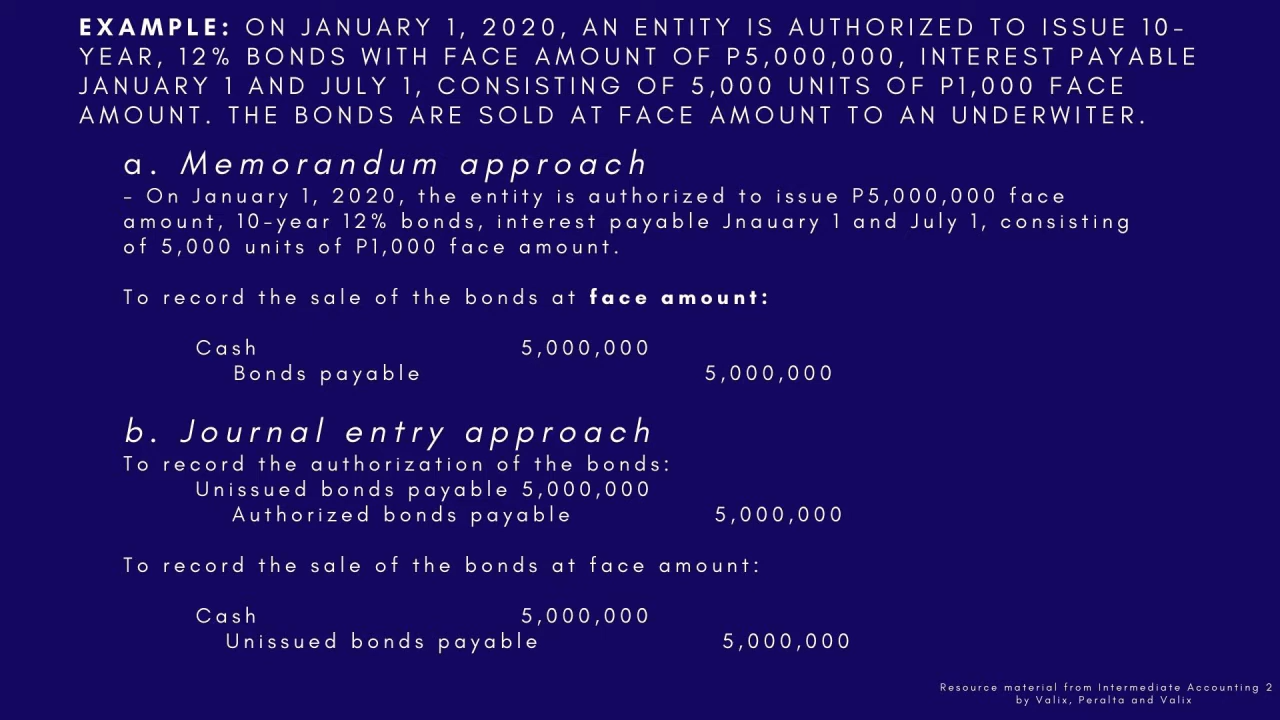 EXAMPLE: ON JANUARY 1, 2020, AN ENTITY IS AUTHORIZED TO ISSUE 10-
YEAR, 12% BONDS WITH FACE AMOUNT OF P5,000,000, INTEREST PAYABLE
JANUARY 1 AND JULY 1, CONSISTING OF 5,000 UNITS OF P1,000 FACE
AMOUNT. THE BONDS ARE SOLD AT FACE AMOUNT TO AN UNDERWITER.
a. Memorandum approach
- On January 1, 2020, the entity is authorized to issue P5,000,000 face
amount, 10-year 12% bonds, interest payable Jnauary 1 and July 1, consisting
of 5,000 units of P1,000 face amount.
To record the sale of the bonds at face amount:
Cash 5,000,000
Bonds payable 5,000,000
b. Journal entry approach
To record the authorization of the bonds:
Unissued bonds payable 5,000,000
Authorized bonds payable 5,000,000
To record the sale of the bonds at face amount:
Cash 5,000,000
Unissued bonds payable 5,000,000
Resource material from Intermediate Accounting 2
by Valix, Peralta and Valix